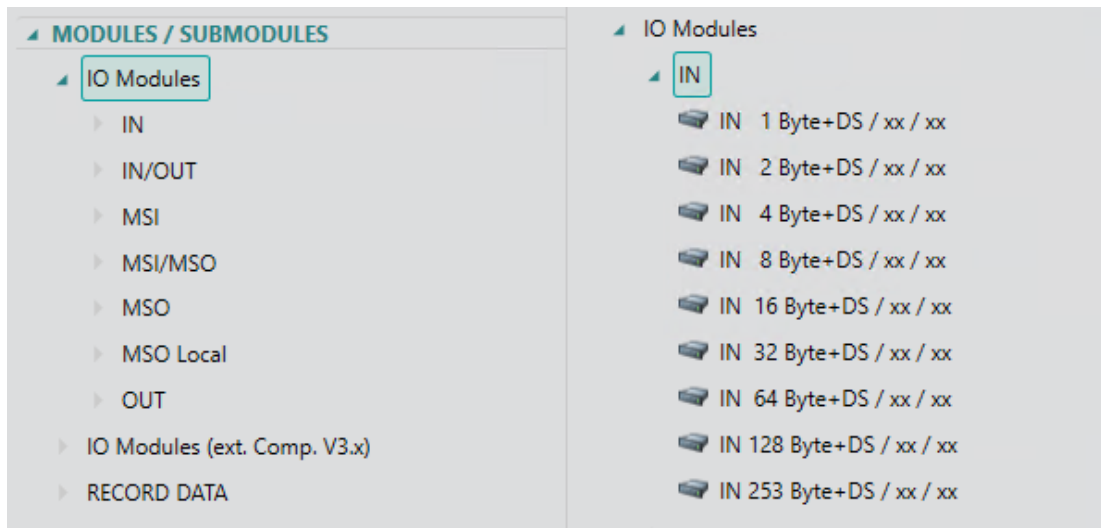 MODULES / SUBMODULES
IO Modules
IN
IN/OUT
MSI
MSI/MSO
MSO
MSO Local
OUT
IO Modules (ext. Comp. V3.x)
RECORD DATA
IO Modules
IN
IN 1 Byte+DS / xx / xx
IN 2 Byte+DS / xx / xx
IN 4 Byte+DS / xx / xx
IN 8 Byte+DS / xx / xx
IN 16 Byte+DS / xx / xx
IN 32 Byte+DS / xx / xx
IN 64 Byte+DS / xx / xx
IN 128 Byte+DS / xx / xx
IN 253 Byte+DS / xx / xx